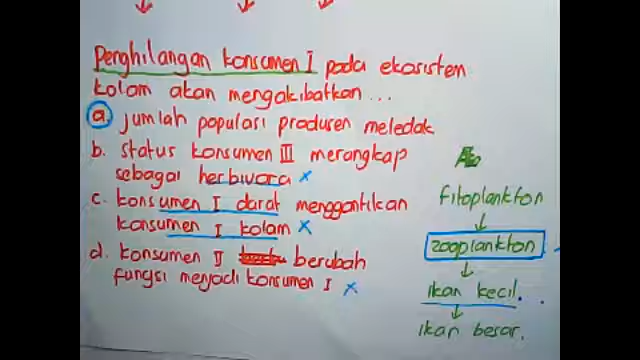 penghilangan konsumen I pada ekosistem
kolam akan mengakibatkan ...
a. jumlah populasi produsen meledak
b. status konsumen III merangkap
sebagai herbivora x
c. konsumen I darat menggantikan
konsumen I kolam x
d. konsumen II berubah
fungsi menjadi konsumen I x
fitoplankton
zooplankton
ikan kecil.
ikan besar.